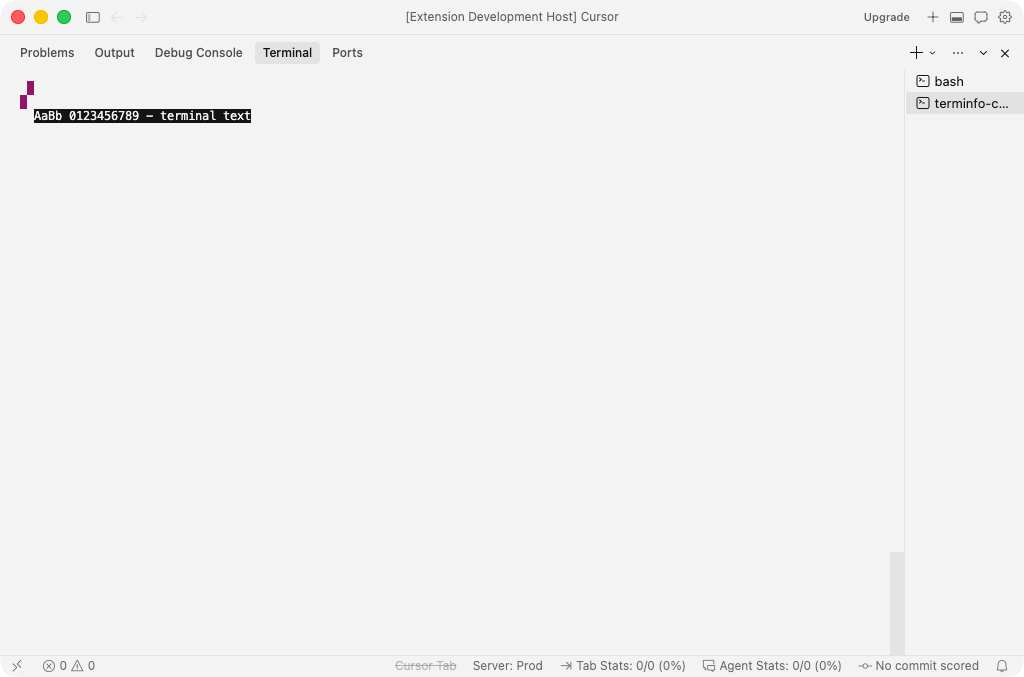 [Extension Development Host] Cursor
Upgrade
Problems Output Debug Console Terminal Ports
bash
terminfo-c...
AaBb 0123456789 — terminal text
0 0 Cursor Tab Server: Prod Tab Stats: 0/0 (0%) Agent Stats: 0/0 (0%) No commit scored